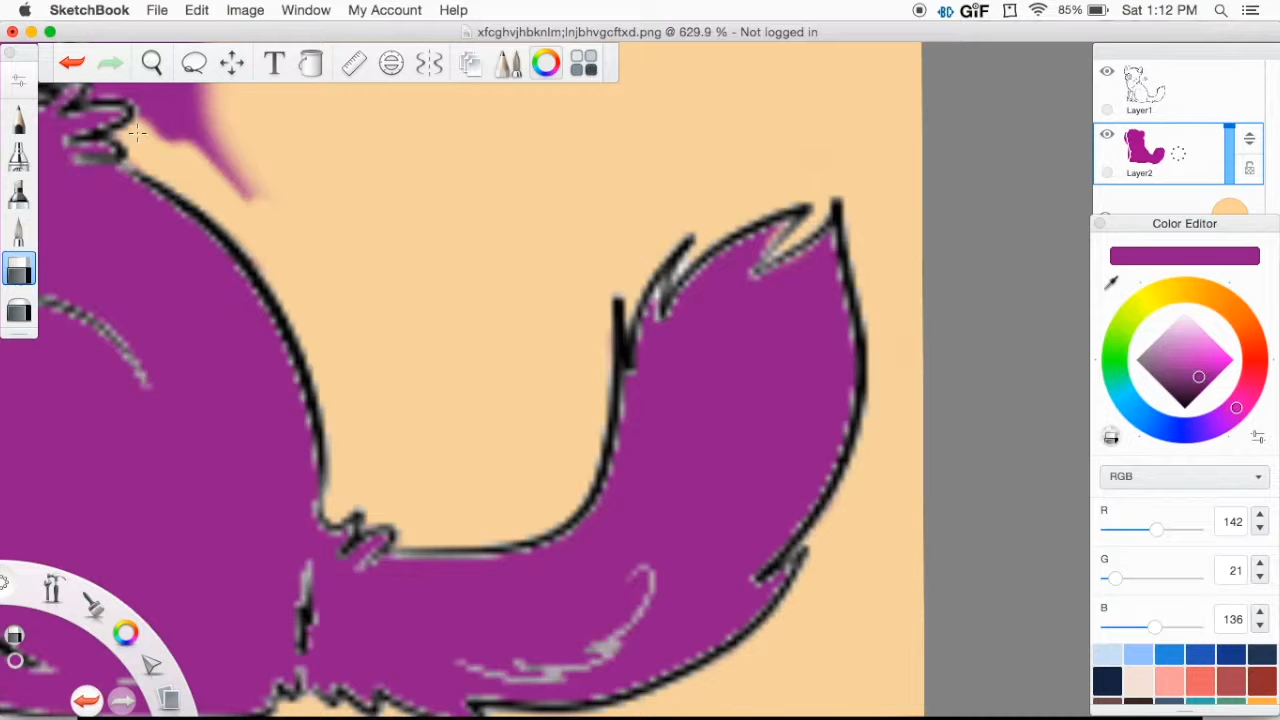 SketchBook File Edit Image Window My Account Help GIF 85% Sat 1:12 PM
xfcghvjhbknlm;lnjbhvgcftxd.png @ 629.9 % - Not logged in
T
Layer1
Layer2
Color Editor
RGB
R 142
G 21
B 136